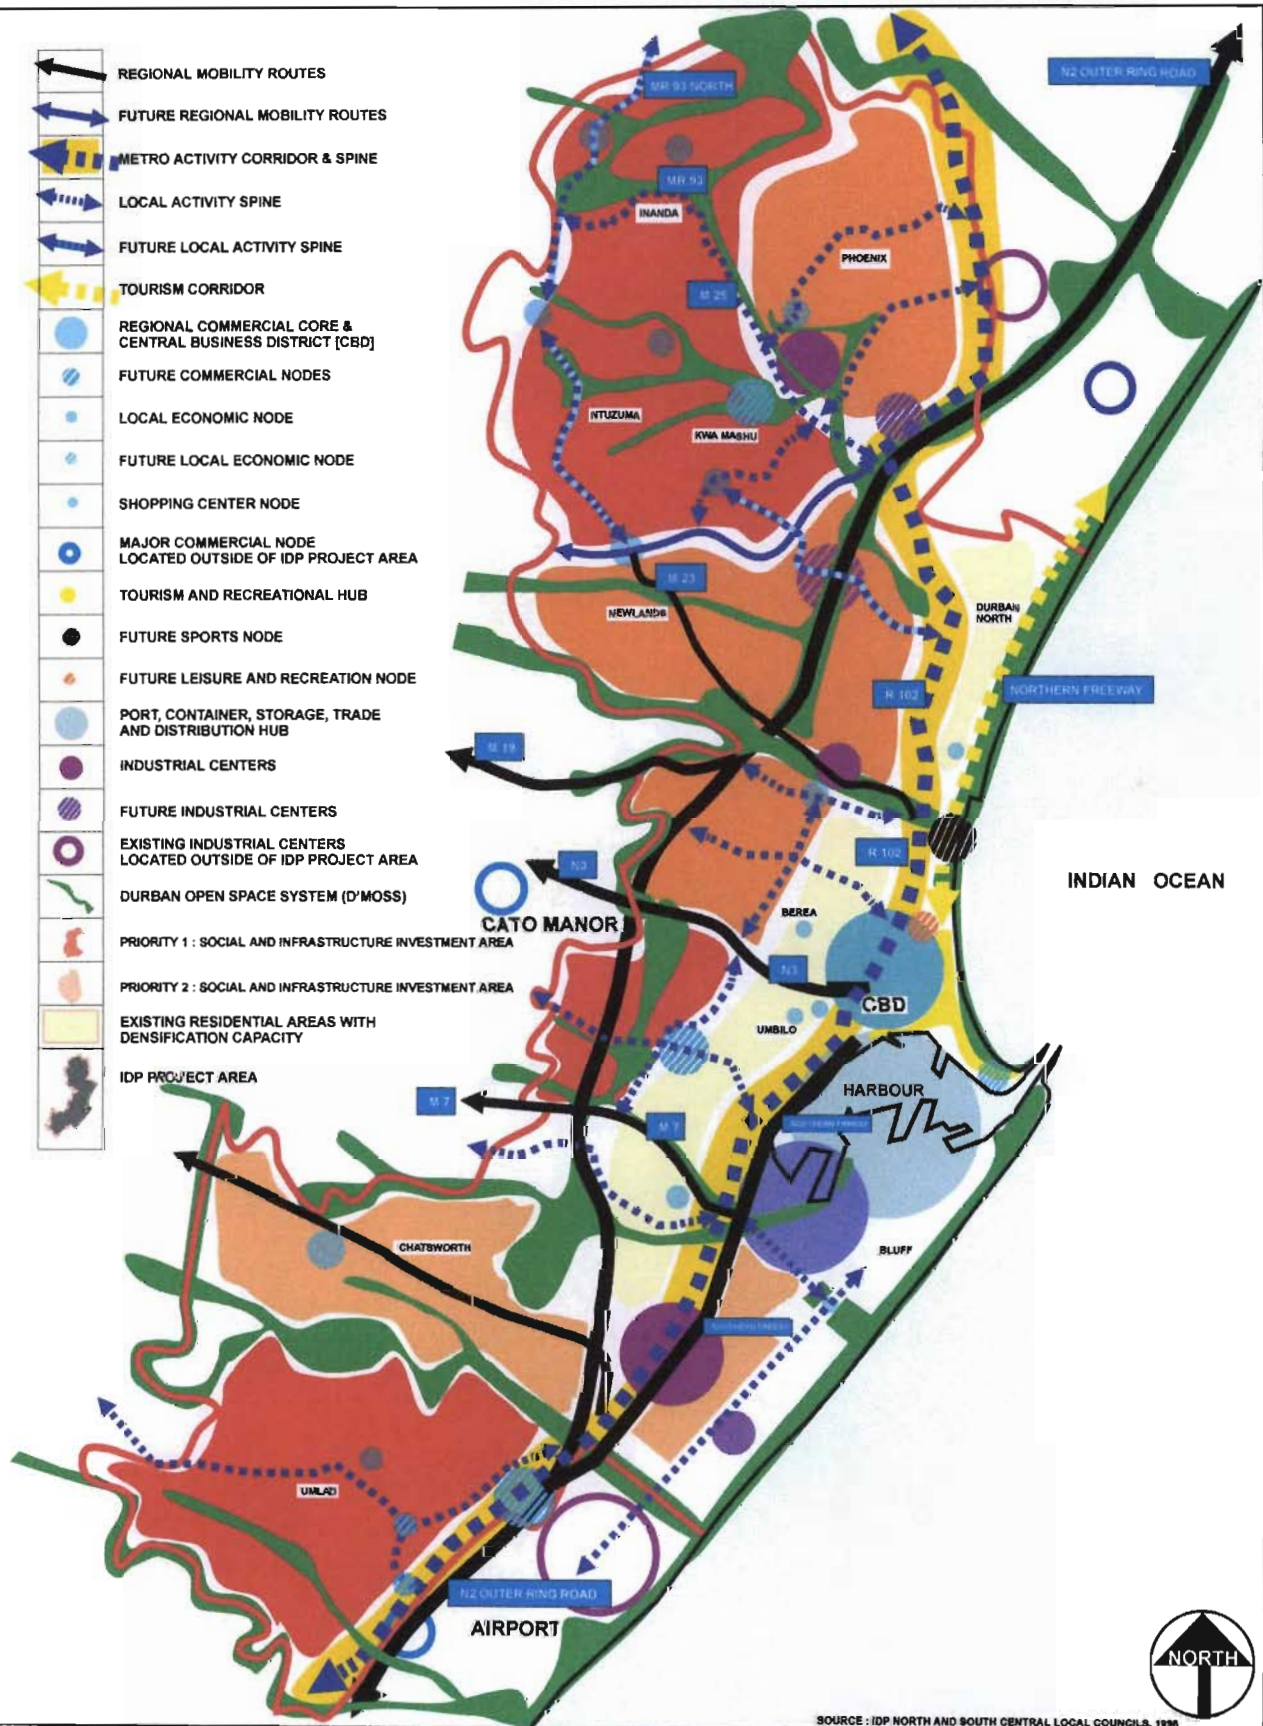 REGIONAL MOBILITY ROUTES
FUTURE REGIONAL MOBILITY ROUTES
METRO ACTIVITY CORRIDOR & SPINE
LOCAL ACTIVITY SPINE
FUTURE LOCAL ACTIVITY SPINE
TOURISM CORRIDOR
REGIONAL COMMERCIAL CORE &
CENTRAL BUSINESS DISTRICT [CBD]
FUTURE COMMERCIAL NODES
LOCAL ECONOMIC NODE
FUTURE LOCAL ECONOMIC NODE
SHOPPING CENTER NODE
MAJOR COMMERCIAL NODE
LOCATED OUTSIDE OF IDP PROJECT AREA
TOURISM AND RECREATIONAL HUB
FUTURE SPORTS NODE
FUTURE LEISURE AND RECREATION NODE
PORT, CONTAINER, STORAGE, TRADE
AND DISTRIBUTION HUB
INDUSTRIAL CENTERS
FUTURE INDUSTRIAL CENTERS
EXISTING INDUSTRIAL CENTERS
LOCATED OUTSIDE OF IDP PROJECT AREA
DURBAN OPEN SPACE SYSTEM (D'MOSS)
PRIORITY 1 : SOCIAL AND INFRASTRUCTURE INVESTMENT AREA
PRIORITY 2 : SOCIAL AND INFRASTRUCTURE INVESTMENT AREA
EXISTING RESIDENTIAL AREAS WITH
DENSIFICATION CAPACITY
IDP PROJECT AREA
N2 OUTER RING ROAD
MR 93 NORTH
MR 93
INANDA
PHOENIX
M 25
NTUZUMA
KWA MASHU
M 23
NEWLANDS
DURBAN
NORTH
R 102
NORTHERN FREEWAY
M 19
R 102
N3
INDIAN OCEAN
CATO MANOR
BEREA
N3
CBD
UMBILO
HARBOUR
M 7
M 7
SOUTHERN FREEWAY
BLUFF
CHATSWORTH
SOUTHERN FREEWAY
UMLAZI
N2 OUTER RING ROAD
AIRPORT
NORTH
SOURCE : IDP NORTH AND SOUTH CENTRAL LOCAL COUNCILS, 1998